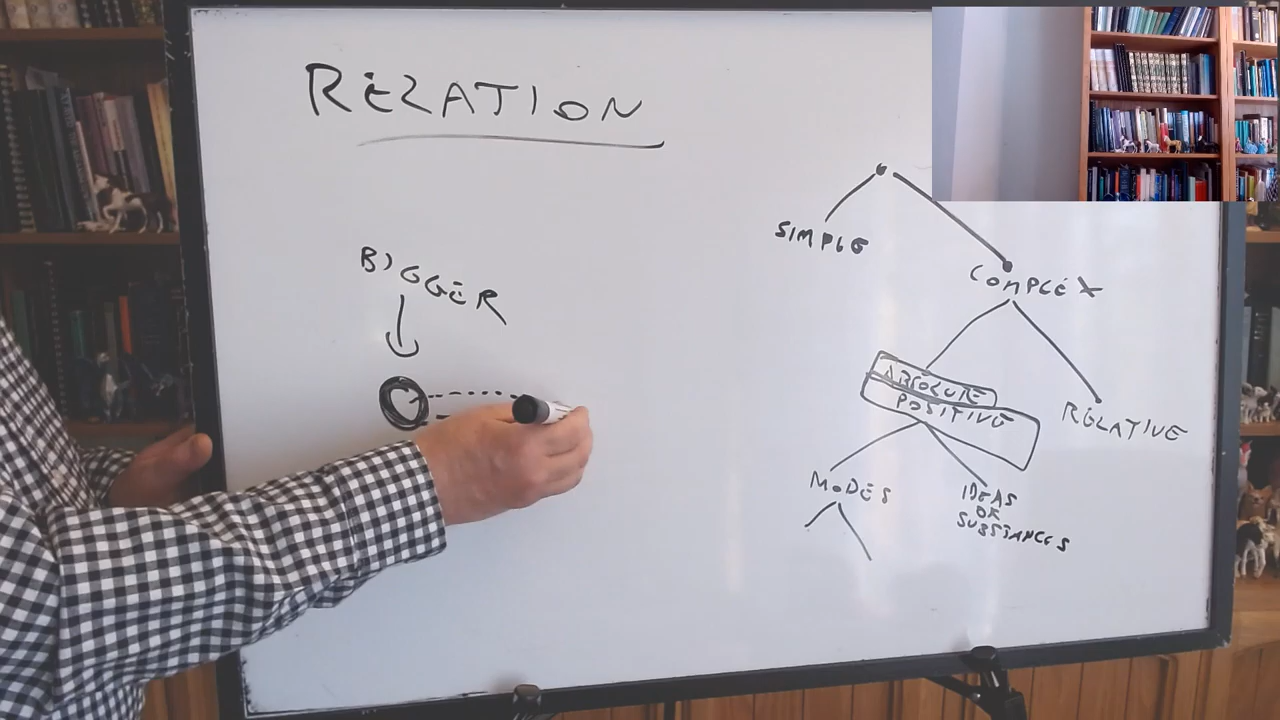 RELATION
BIGGER
SIMPLE
COMPLEX
ABSOLUTE
POSITIVE
RELATIVE
MODES
IDEAS
OF
SUBSTANCES